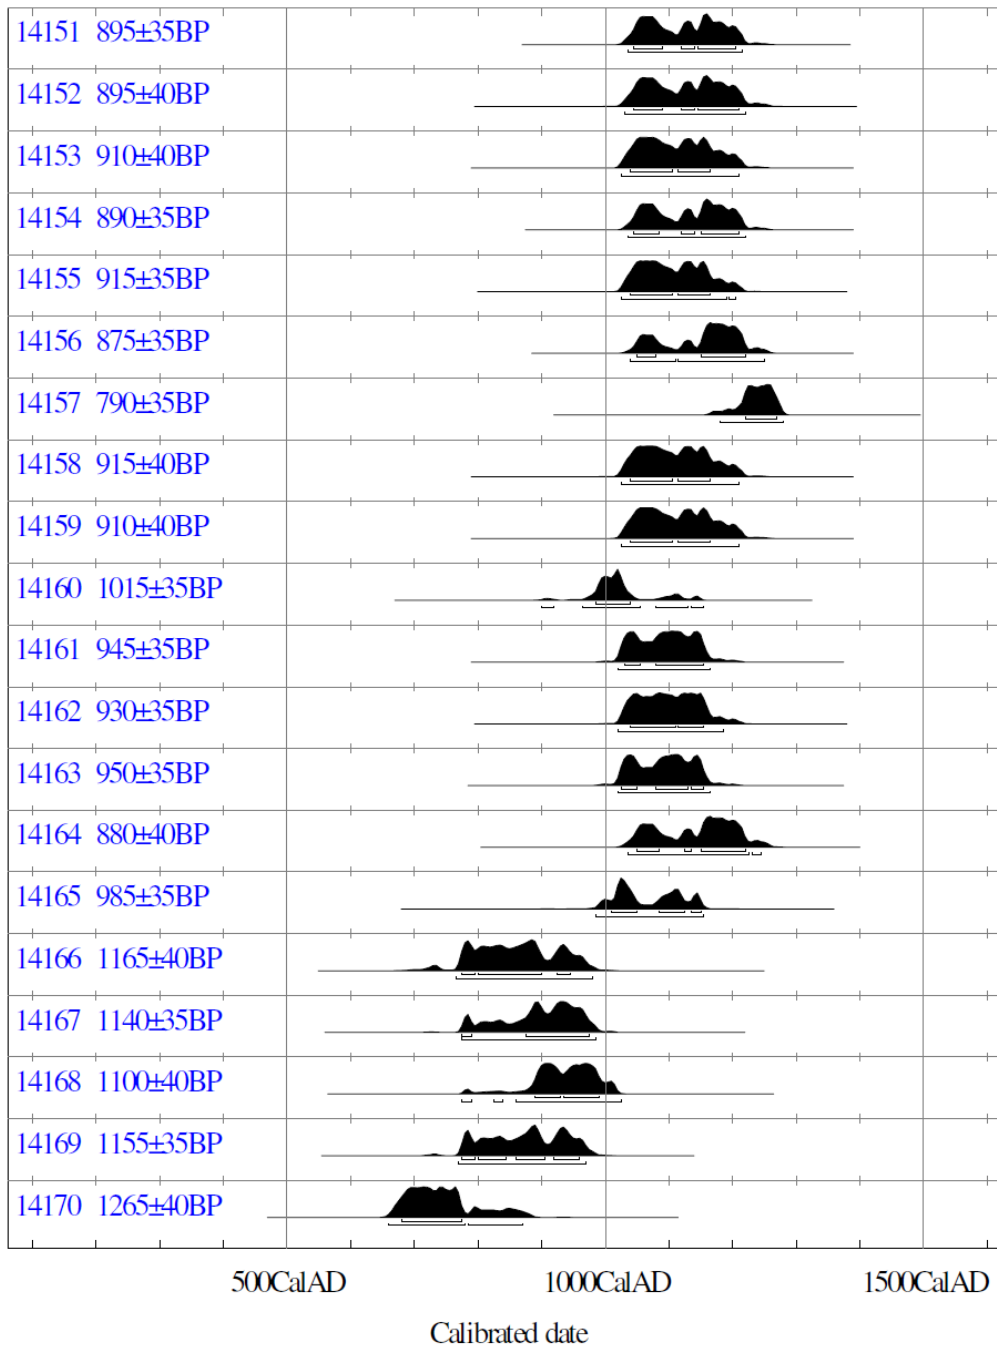 14151 895±35BP
14152 895±40BP
14153 910±40BP
14154 890±35BP
14155 915±35BP
14156 875±35BP
14157 790±35BP
14158 915±40BP
14159 910±40BP
14160 1015±35BP
14161 945±35BP
14162 930±35BP
14163 950±35BP
14164 880±40BP
14165 985±35BP
14166 1165±40BP
14167 1140±35BP
14168 1100±40BP
14169 1155±35BP
14170 1265±40BP
500CalAD 1000CalAD 1500CalAD
Calibrated date